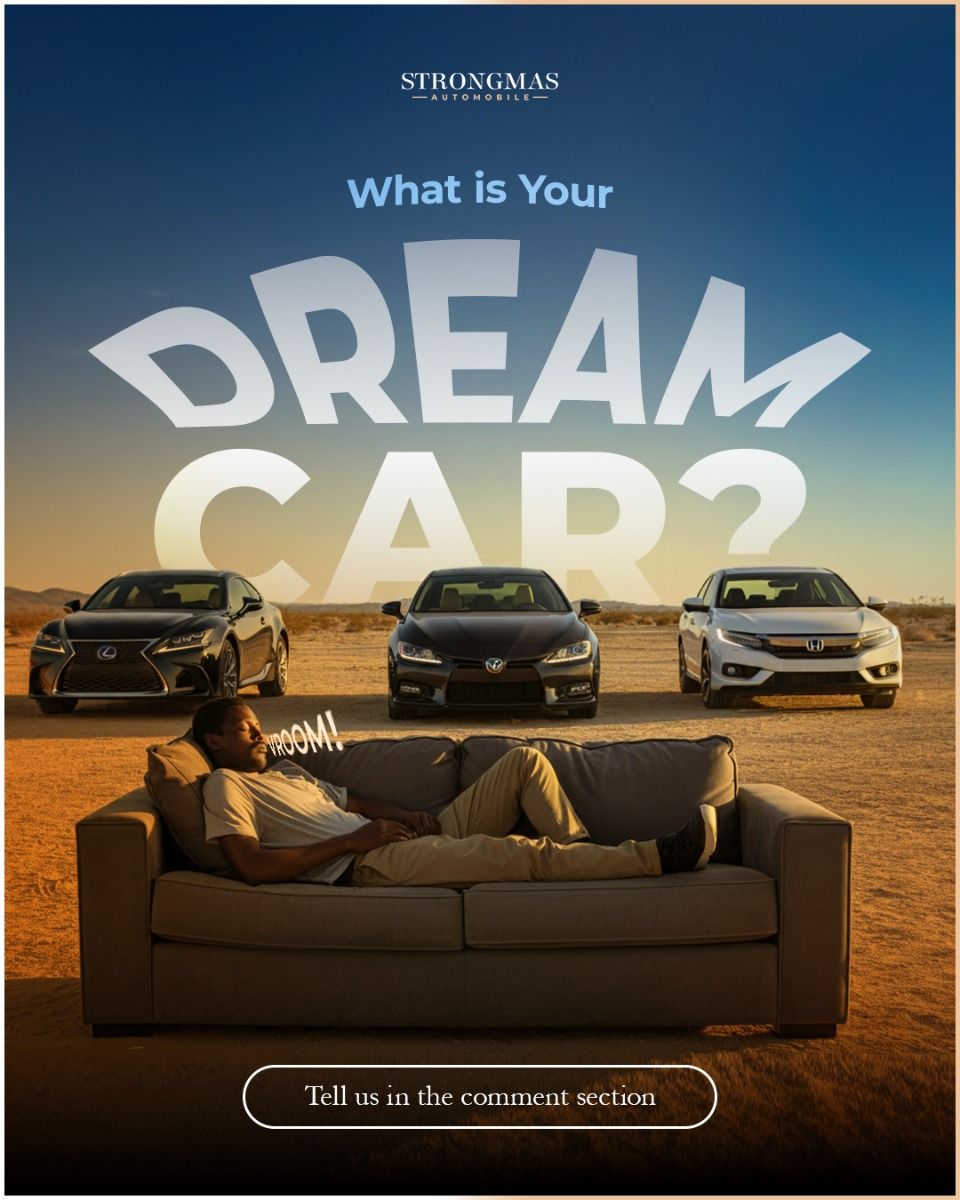 STRONGMAS
AUTOMOBILE
What is Your
DREAM
CAR?
VROOM!
Tell us in the comment section